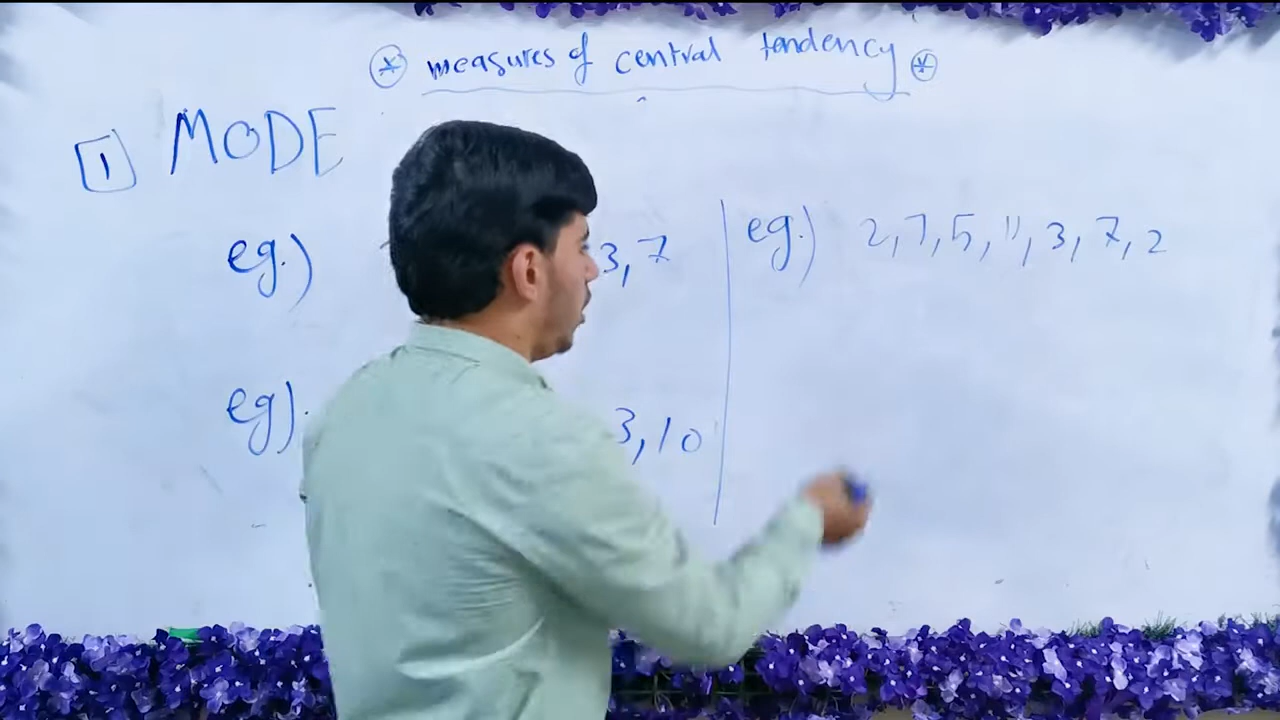 ⊛ measures of central tendency ⊛
1 MODE
eg.) 3, 7
eg.) 2, 7, 5, 11, 3, 7, 2
eg) 3, 10